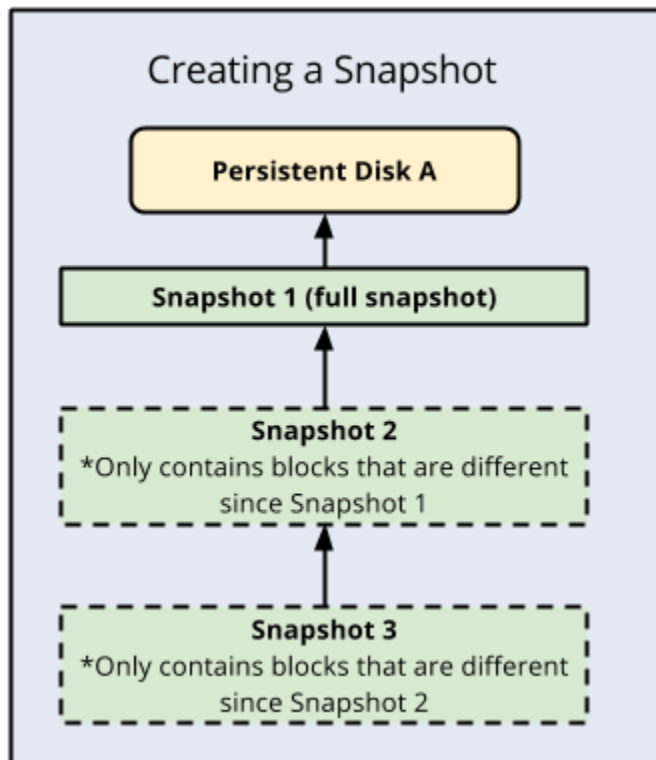 Creating a Snapshot
Persistent Disk A
Snapshot 1 (full snapshot)
Snapshot 2
*Only contains blocks that are different
since Snapshot 1
Snapshot 3
*Only contains blocks that are different
since Snapshot 2